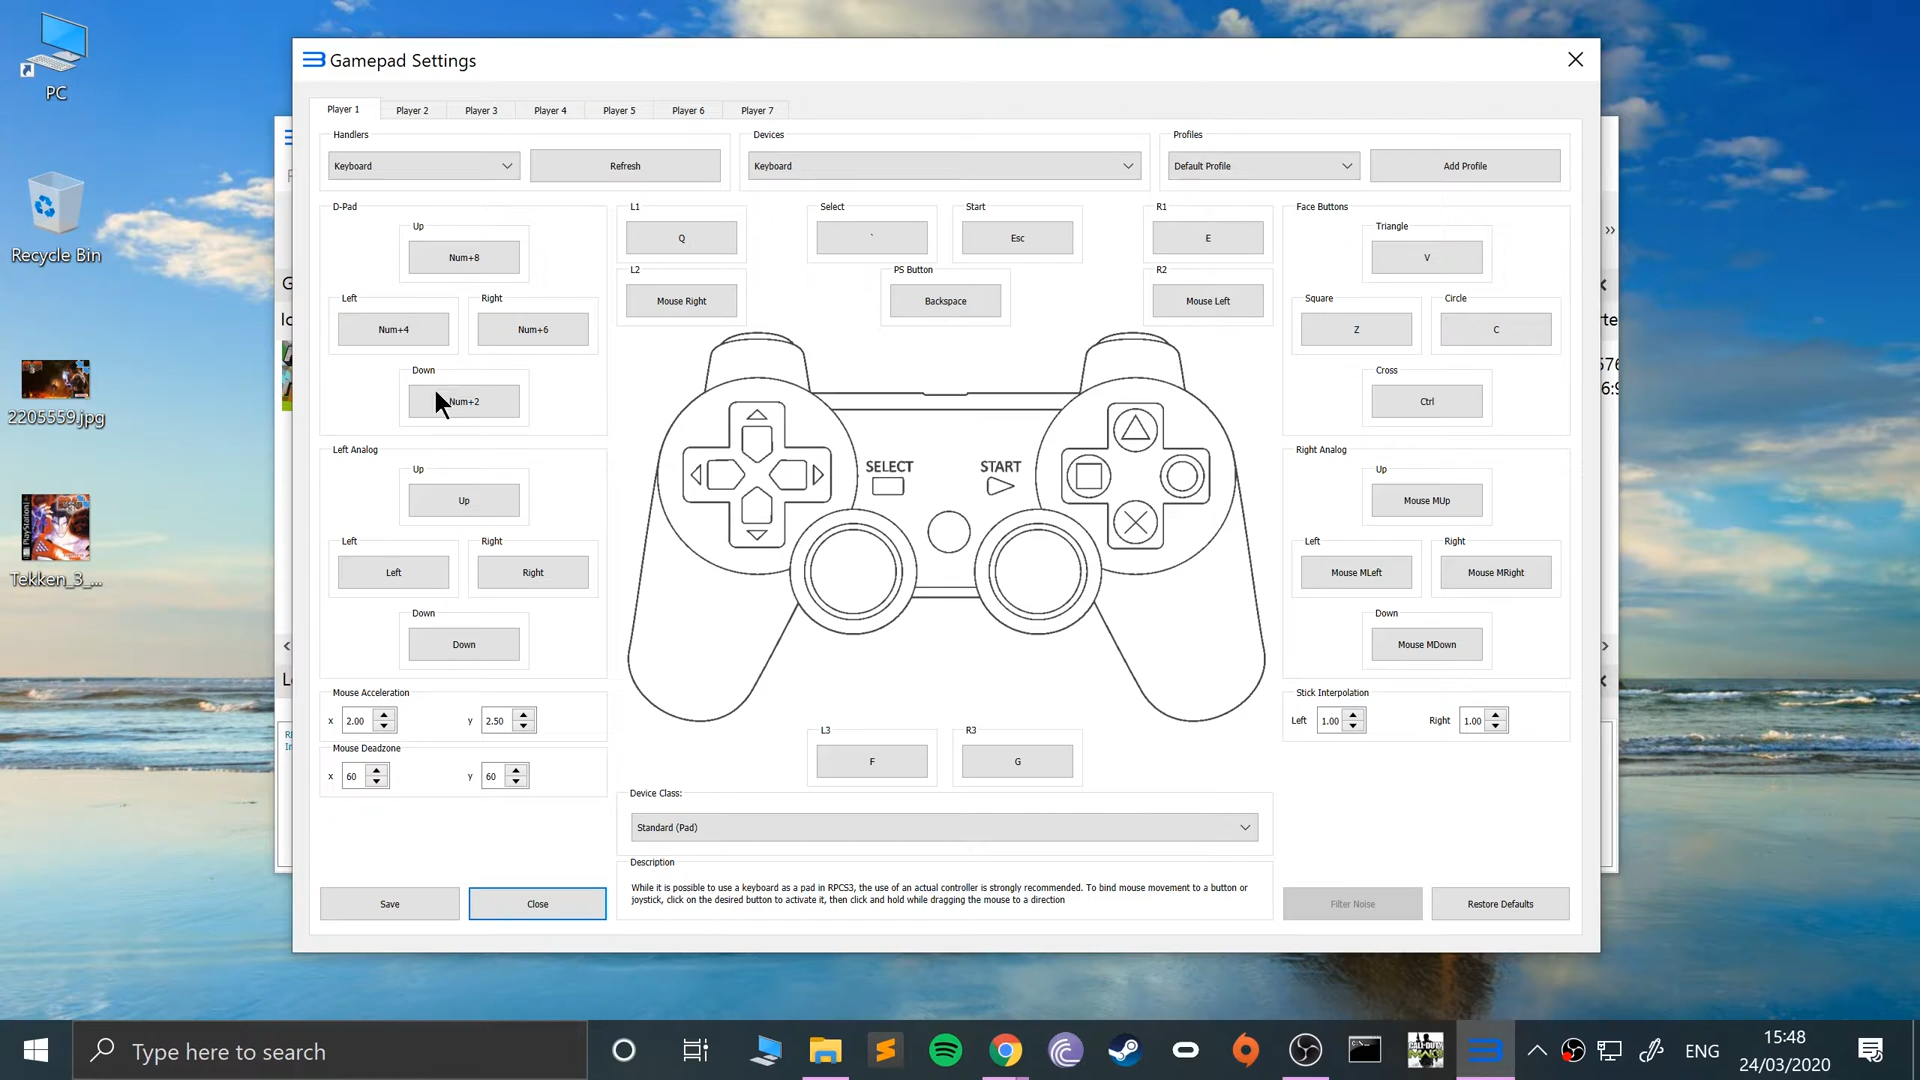 PC
Recycle Bin
2205559.jpg
Tekken_3_...
Gamepad Settings
Player 1
Player 2
Player 3
Player 4
Player 5
Player 6
Player 7
Handlers
Keyboard
Refresh
Devices
Keyboard
Profiles
Default Profile
Add Profile
D-Pad
Up
Num+8
Left
Num+4
Right
Num+6
Down
Num+2
L1
Q
L2
Mouse Right
Select
`
Start
Esc
PS Button
Backspace
R1
E
R2
Mouse Left
Face Buttons
Triangle
V
Square
Z
Circle
C
Cross
Ctrl
SELECT
START
Left Analog
Up
Up
Left
Left
Right
Right
Down
Down
Right Analog
Up
Mouse MUp
Left
Mouse MLeft
Right
Mouse MRight
Down
Mouse MDown
Mouse Acceleration
x 2.00
y 2.50
Mouse Deadzone
x 60
y 60
Stick Interpolation
Left 1.00
Right 1.00
L3
F
R3
G
Device Class:
Standard (Pad)
Description
While it is possible to use a keyboard as a pad in RPCS3, the use of an actual controller is strongly recommended. To bind mouse movement to a button or
joystick, click on the desired button to activate it, then click and hold while dragging the mouse to a direction
Save
Close
Filter Noise
Restore Defaults
Type here to search
ENG
15:48
24/03/2020